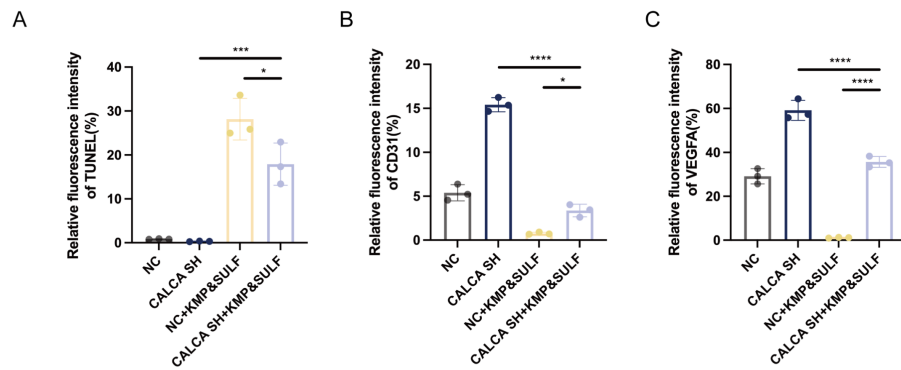 A
Relative fluorescence intensity
of TUNEL(%)
40
30
20
10
0
***
*
NC
CALCA SH
NC+KMP&SULF
CALCA SH+KMP&SULF
B
Relative fluorescence intensity
of CD31(%)
20
15
10
5
0
****
*
NC
CALCA SH
NC+KMP&SULF
CALCA SH+KMP&SULF
C
Relative fluorescence intensity
of VEGFA(%)
80
60
40
20
0
****
****
NC
CALCA SH
NC+KMP&SULF
CALCA SH+KMP&SULF